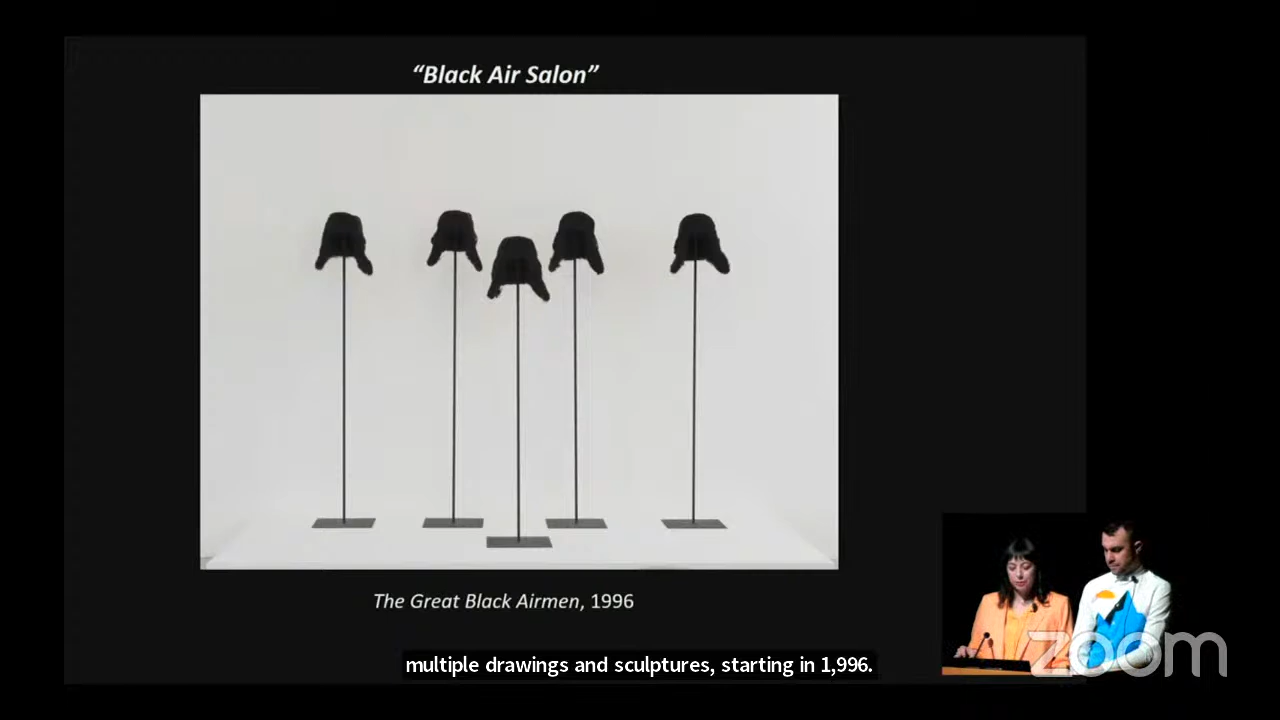 “Black Air Salon”
The Great Black Airmen, 1996
multiple drawings and sculptures, starting in 1,996.
zoom